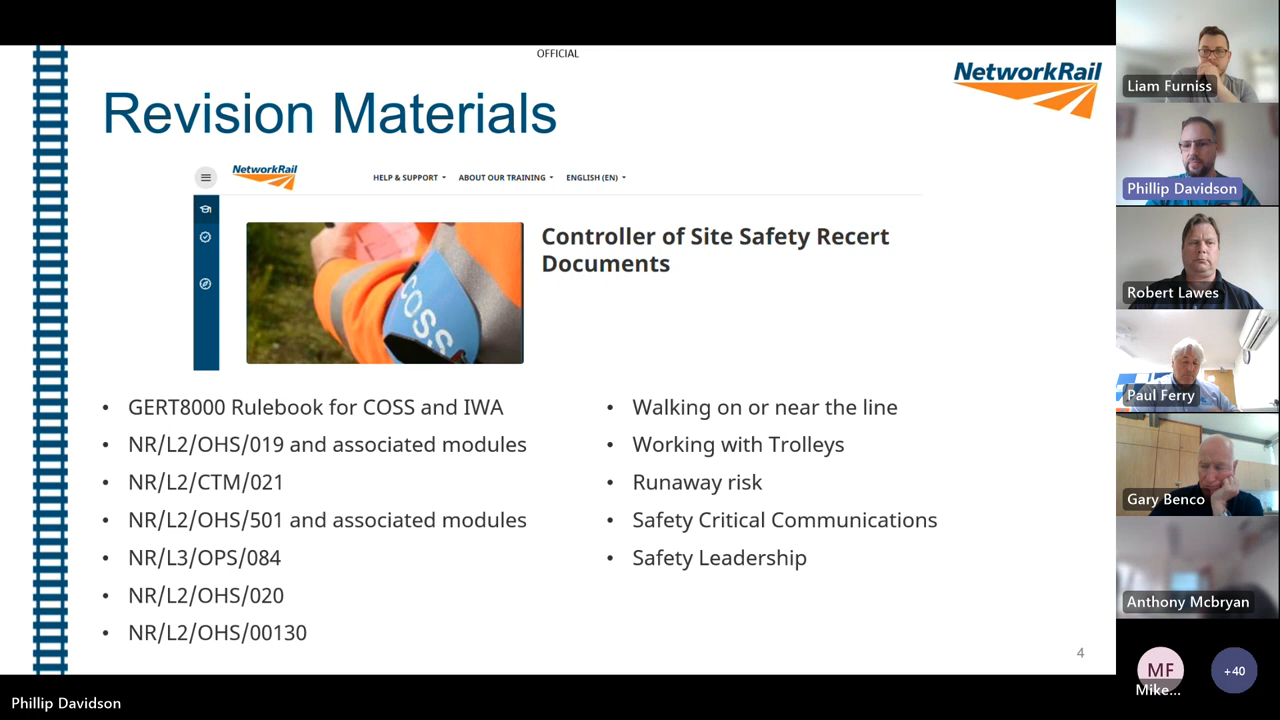 OFFICIAL
NetworkRail
Revision Materials
NetworkRail
HELP & SUPPORT
ABOUT OUR TRAINING
ENGLISH (EN)
COSS
Controller of Site Safety Recert
Documents
• GERT8000 Rulebook for COSS and IWA
• NR/L2/OHS/019 and associated modules
• NR/L2/CTM/021
• NR/L2/OHS/501 and associated modules
• NR/L3/OPS/084
• NR/L2/OHS/020
• NR/L2/OHS/00130
• Walking on or near the line
• Working with Trolleys
• Runaway risk
• Safety Critical Communications
• Safety Leadership
4
Phillip Davidson
Liam Furniss
Phillip Davidson
Robert Lawes
Paul Ferry
Gary Benco
Anthony Mcbryan
MF
Mike...
+40